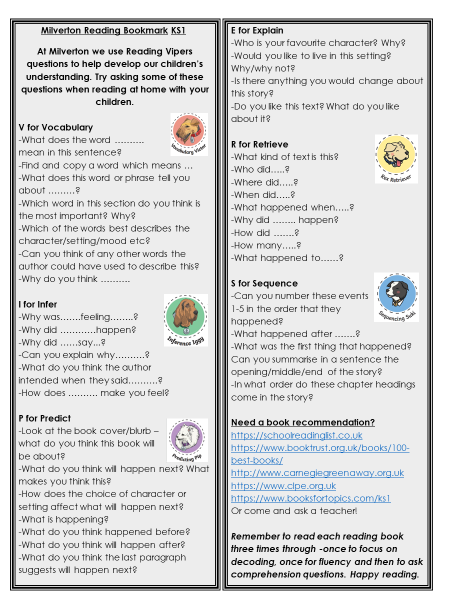 Milverton Reading Bookmark KS1
At Milverton we use Reading Vipers
questions to help develop our children's
understanding. Try asking some of these
questions when reading at home with your
children.
V for Vocabulary
-What does the word ……….
mean in this sentence?
-Find and copy a word which means …
-What does this word or phrase tell you
about ………?
-Which word in this section do you think is
the most important? Why?
-Which of the words best describes the
character/setting/mood etc?
-Can you think of any other words the
author could have used to describe this?
-Why do you think ……….
Vocabulary Victor
I for Infer
-Why was…….feeling……..?
-Why did …………happen?
-Why did ……say...?
-Can you explain why……….?
-What do you think the author
intended when they said……….?
-How does ………. make you feel?
Inference Iggy
P for Predict
-Look at the book cover/blurb –
what do you think this book will
be about?
-What do you think will happen next? What
makes you think this?
-How does the choice of character or
setting affect what will happen next?
-What is happening?
-What do you think happened before?
-What do you think will happen after?
-What do you think the last paragraph
suggests will happen next?
Predicting Pip
E for Explain
-Who is your favourite character? Why?
-Would you like to live in this setting?
Why/why not?
-Is there anything you would change about
this story?
-Do you like this text? What do you like
about it?
R for Retrieve
-What kind of text is this?
-Who did…..?
-Where did…..?
-When did…..?
-What happened when…..?
-Why did …….. happen?
-How did …….?
-How many…..?
-What happened to……?
Rex Retriever
S for Sequence
-Can you number these events
1-5 in the order that they
happened?
-What happened after …….?
-What was the first thing that happened?
Can you summarise in a sentence the
opening/middle/end of the story?
-In what order do these chapter headings
come in the story?
Sequencing Suki
Need a book recommendation?
https://schoolreadinglist.co.uk
https://www.booktrust.org.uk/books/100-
best-books/
http://www.carnegiegreenaway.org.uk
https://www.clpe.org.uk
https://www.booksfortopics.com/ks1
Or come and ask a teacher!
Remember to read each reading book
three times through -once to focus on
decoding, once for fluency and then to ask
comprehension questions. Happy reading.